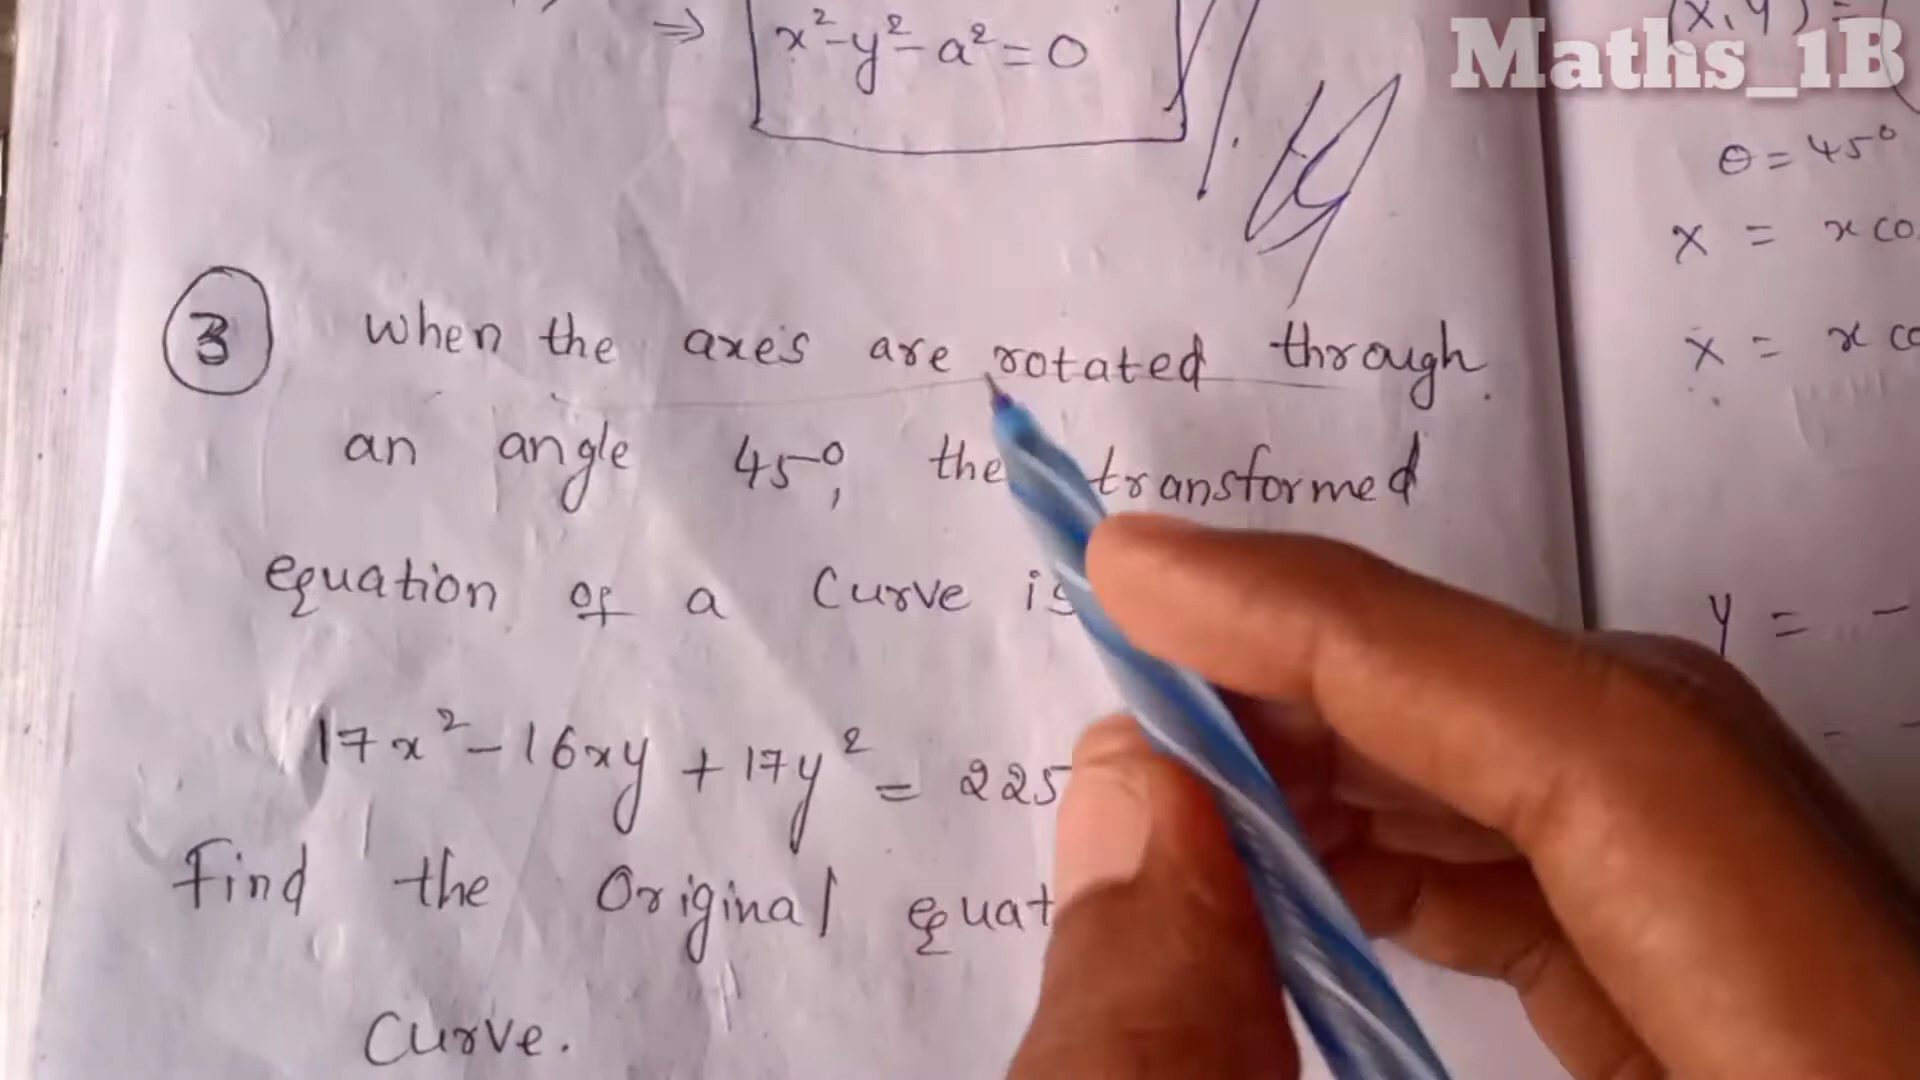 ⇒ x²-y²-a²=0
Maths_1B
③ When the axes are rotated through
an angle 45°, the transformed
equation of a Curve is
17x²-16xy+17y²=225
Find the Original equat
Curve.
(x,y)=
θ=45°
x = x co
x = x co
y = -
= -